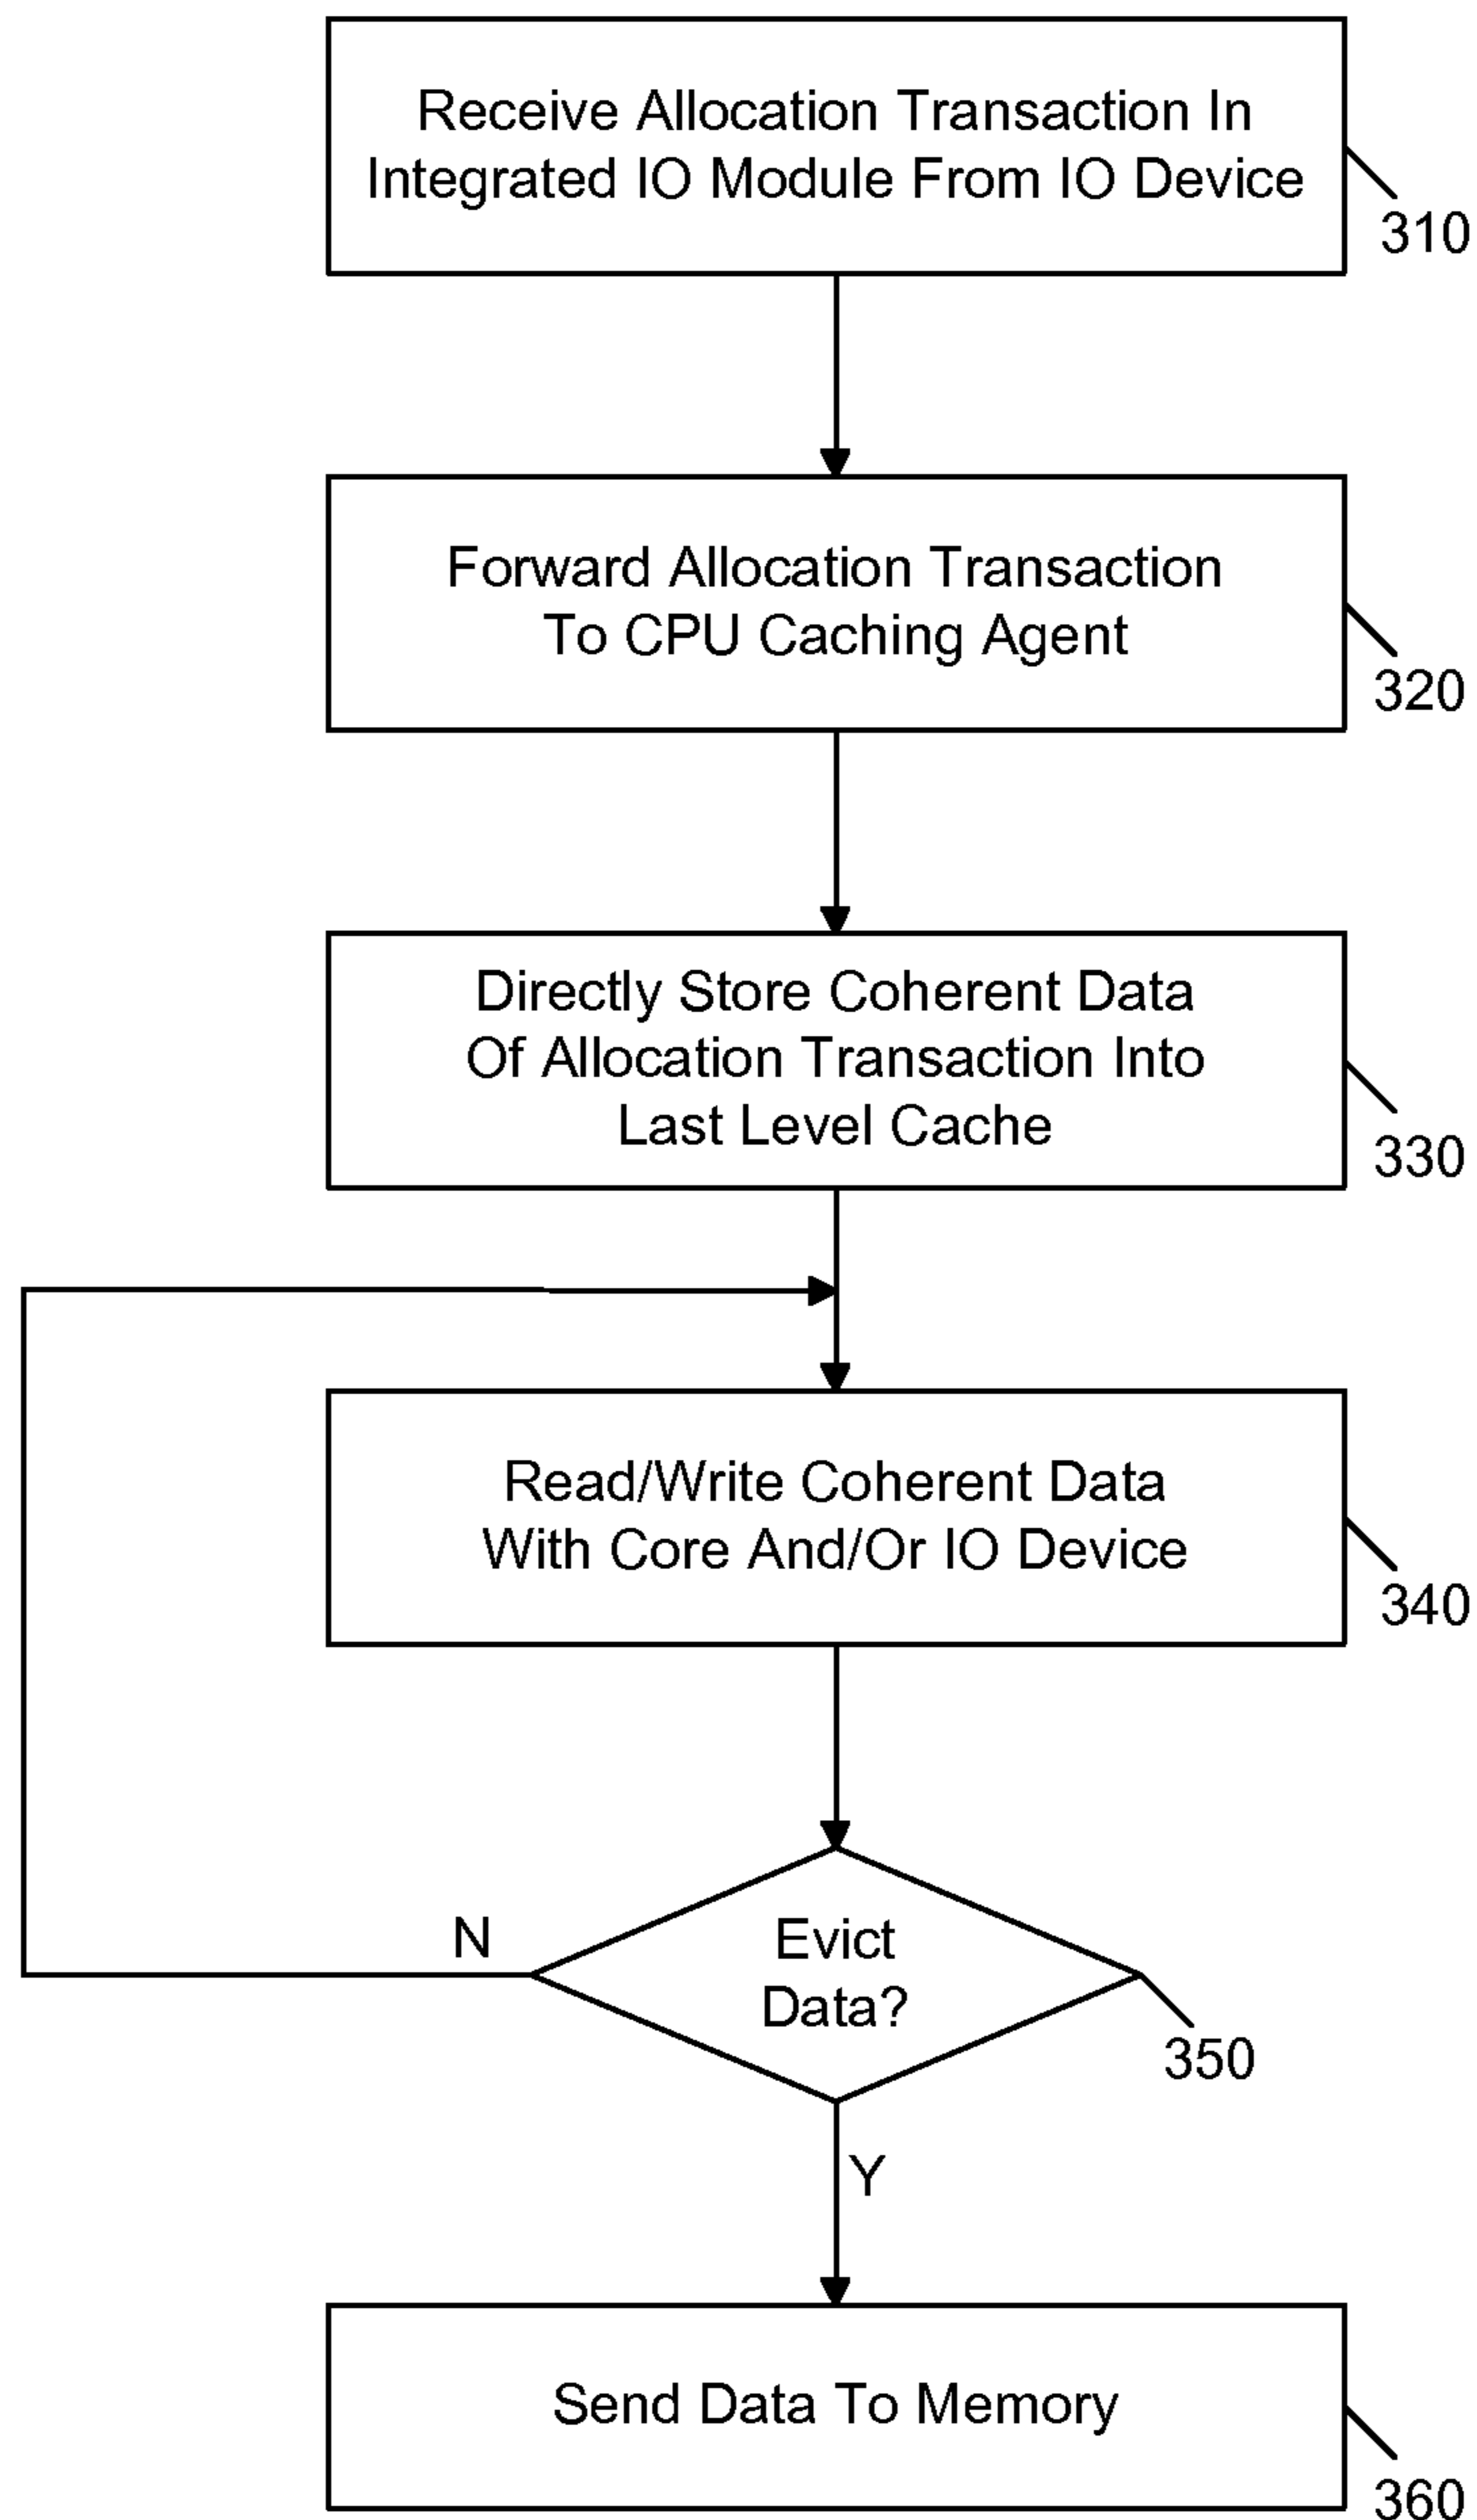 Receive Allocation Transaction In
Integrated IO Module From IO Device
310
Forward Allocation Transaction
To CPU Caching Agent
320
Directly Store Coherent Data
Of Allocation Transaction Into
Last Level Cache
330
Read/Write Coherent Data
With Core And/Or IO Device
340
N
Evict
Data?
350
Y
Send Data To Memory
360